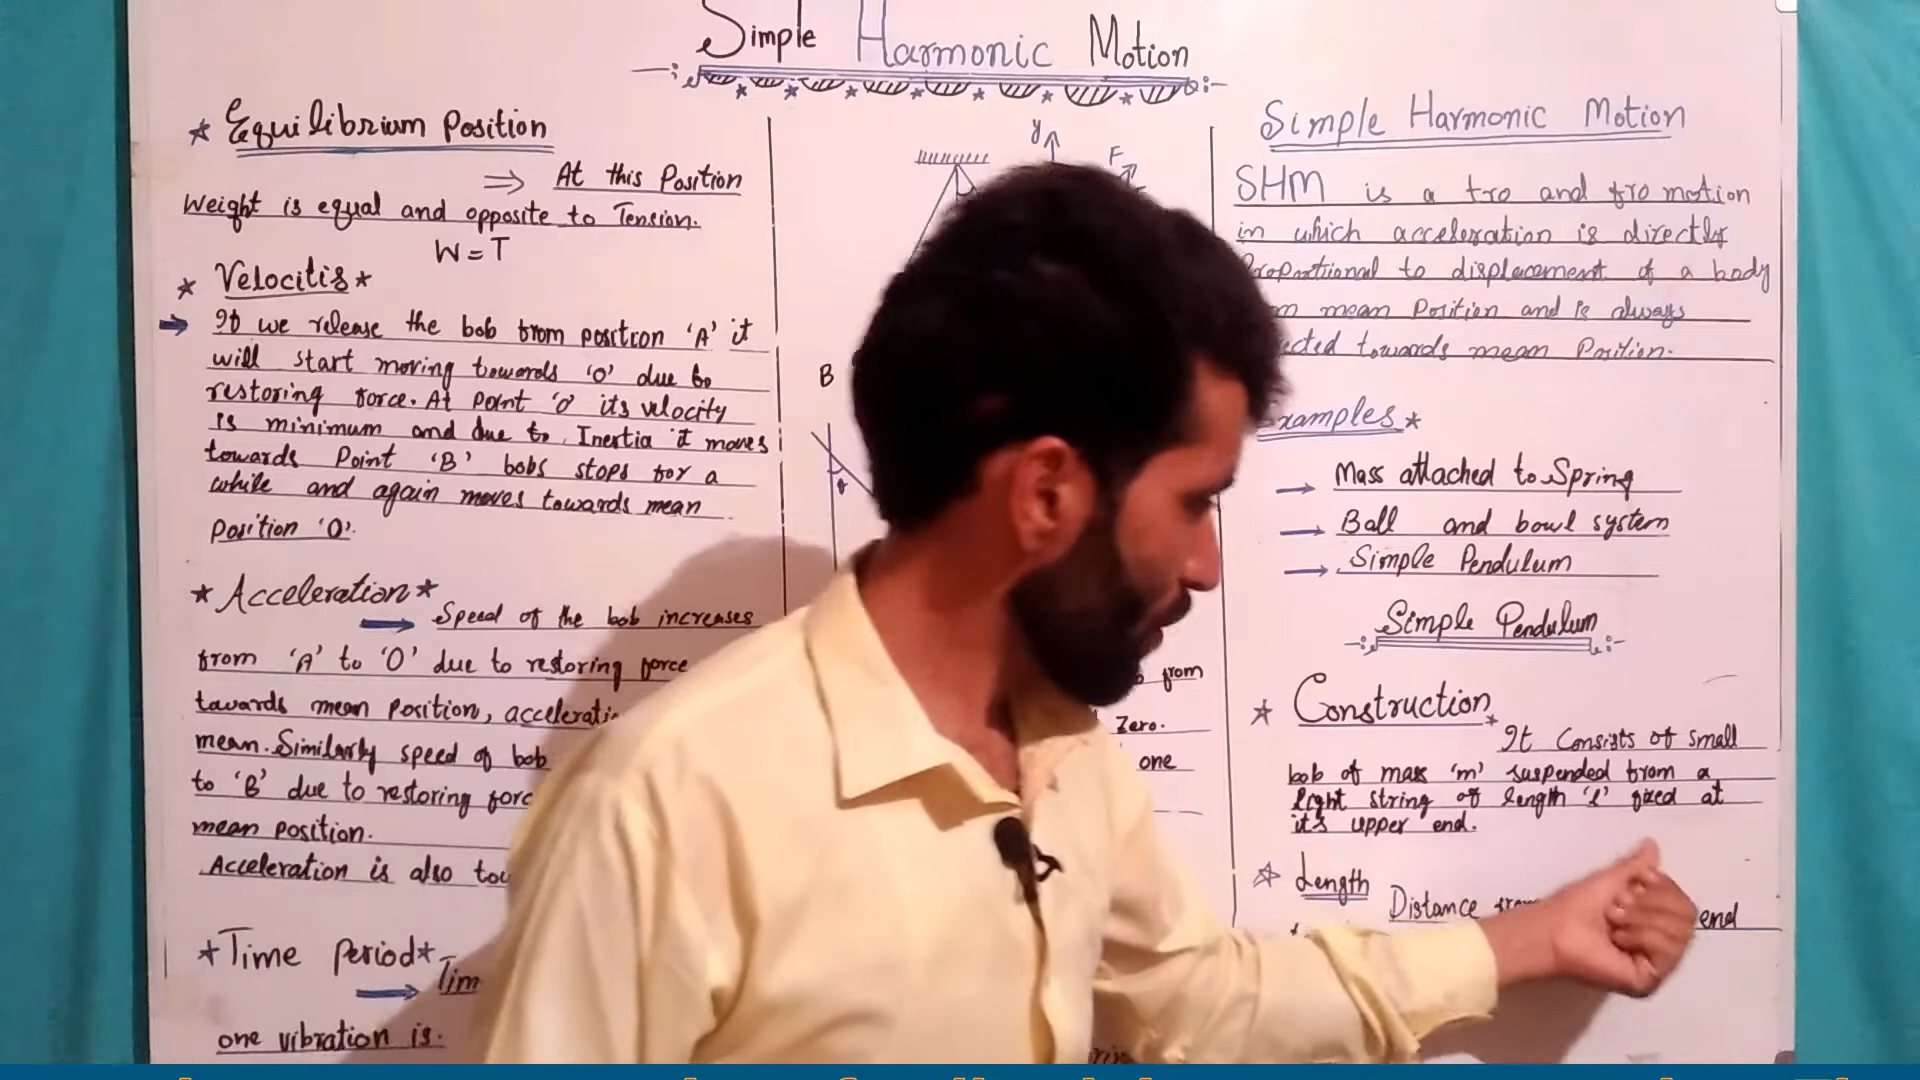 Simple Harmonic Motion
Equilibrium Position
⇒ At this Position
Weight is equal and opposite to Tension.
W = T
Velocitis
If we release the bob from position 'A' it
will start moving towards 'O' due to
restoring force. At point 'O' its velocity
is minimum and due to Inertia it moves
towards Point 'B' bobs stops for a
while and again moves towards mean
Position 'O'.
Acceleration
Speed of the bob increases
from 'A' to 'O' due to restoring force
towards mean position,
mean. Similarly speed of bob
to 'B' due to restoring
mean position.
Acceleration is also
Time Period
one vibration is.
y
F
B
from
Zero.
one
Simple Harmonic Motion
SHM is a tro and fro motion
in which acceleration is directly
Proportional to displacement of a body
mean Position and is always
towards mean Position.
Examples
Mass attached to Spring
Ball and bowl system
Simple Pendulum
Simple Pendulum
Construction
It Consists of small
bob of mass 'm' suspended from a
light string of length 'l' fixed at
it's upper end.
Length
Distance
end